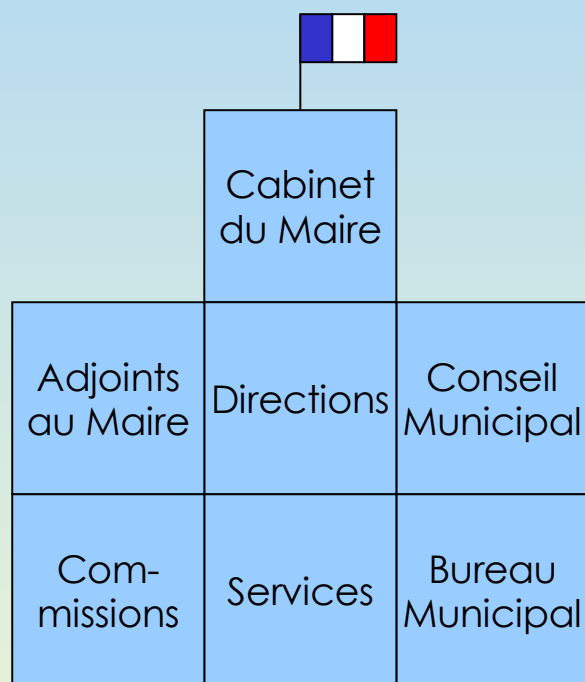 Cabinet
du Maire
Adjoints
au Maire
Directions
Conseil
Municipal
Com-
missions
Services
Bureau
Municipal